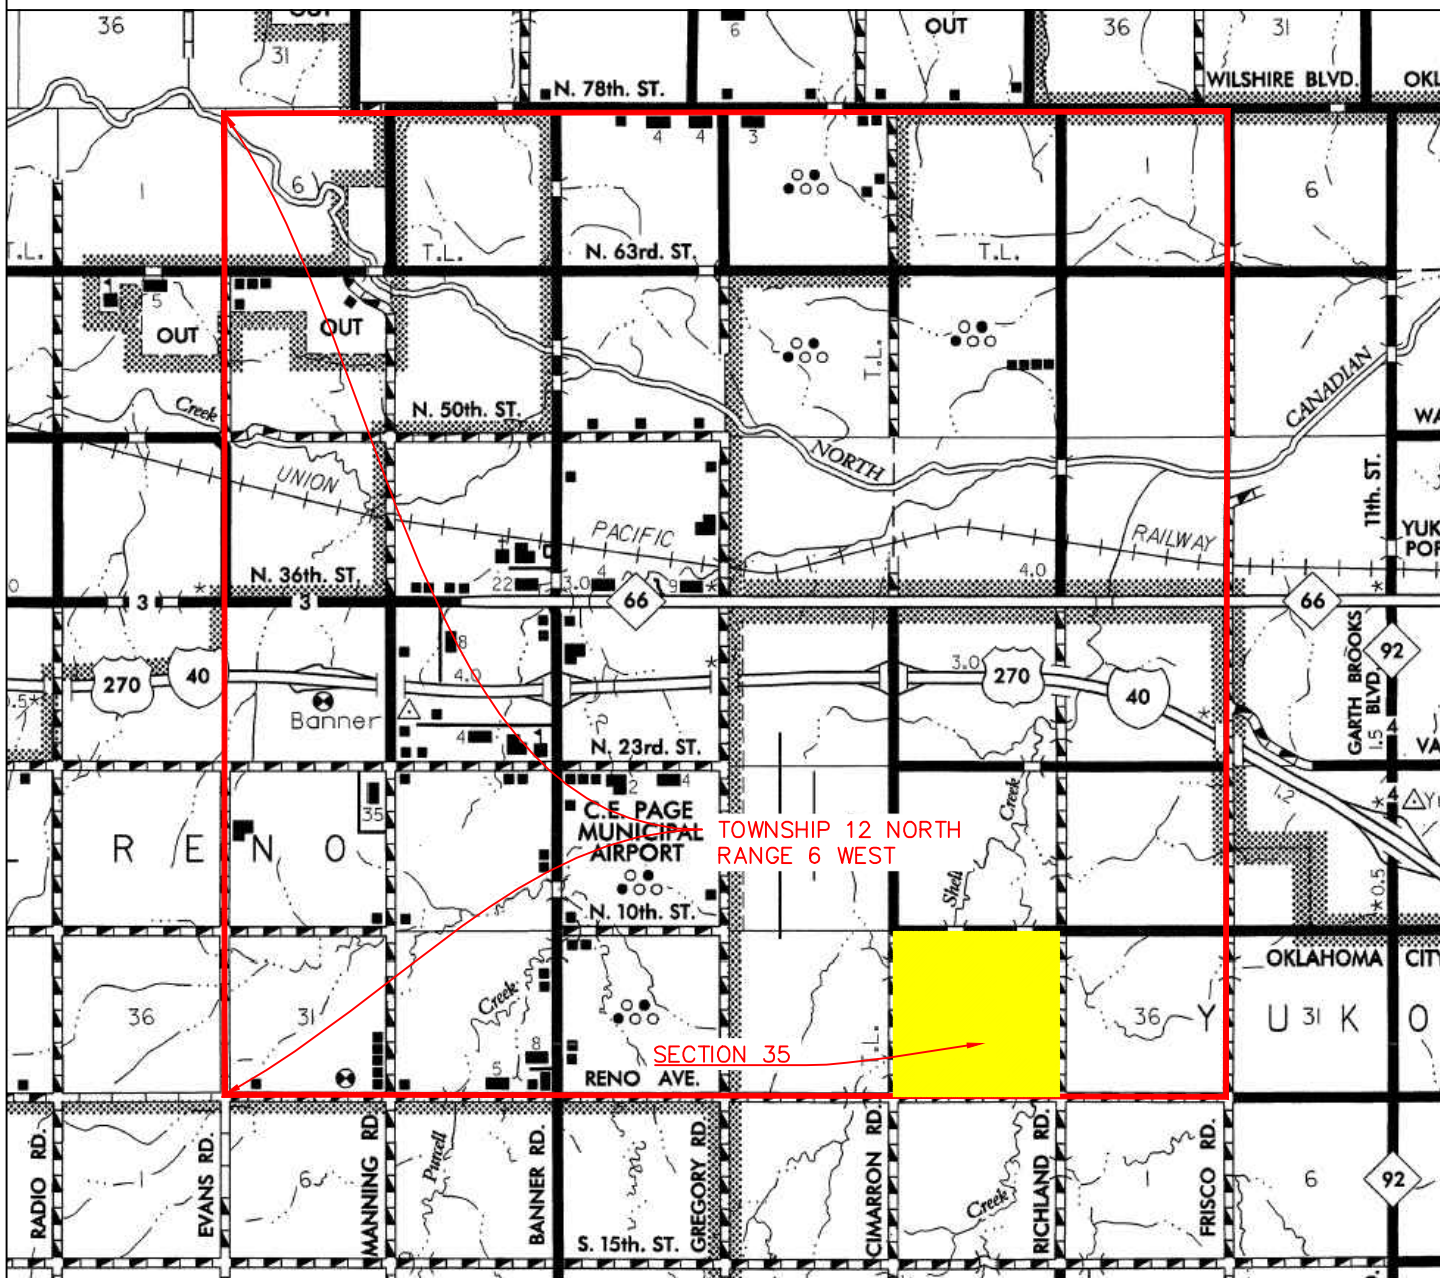 OUT
36
31
6
OUT
36
31
WILSHIRE BLVD.
N. 78th. ST.
4
4
3
1
6
1
6
T.L.
T.L.
N. 63rd. ST.
T.L.
5
OUT
OUT
T.L.
Creek
N. 50th. ST.
CANADIAN
NORTH
UNION
PACIFIC
RAILWAY
11th. ST.
N. 36th. ST.
22
3.0
4
9
*
4.0
*
*
3
3
66
66
GARTH BROOKS
BLVD.
92
8
4.0
*
3.0
270
40
270
40
*
Banner
4
N. 23rd. ST.
4
1.5
2
4
1.2
*4
35
C.E. PAGE
MUNICIPAL
AIRPORT
Creek
Shell
R E N O
TOWNSHIP 12 NORTH
RANGE 6 WEST
*0.5
N. 10th. ST.
OKLAHOMA CITY
Creek
36
31
36
Y U K O
31
T.L.
SECTION 35
8
5
RENO AVE.
RADIO RD.
EVANS RD.
MANNING RD.
BANNER RD.
GREGORY RD.
CIMARRON RD.
RICHLAND RD.
FRISCO RD.
1
6
Purcell
Creek
1
6
92
S. 15th. ST.